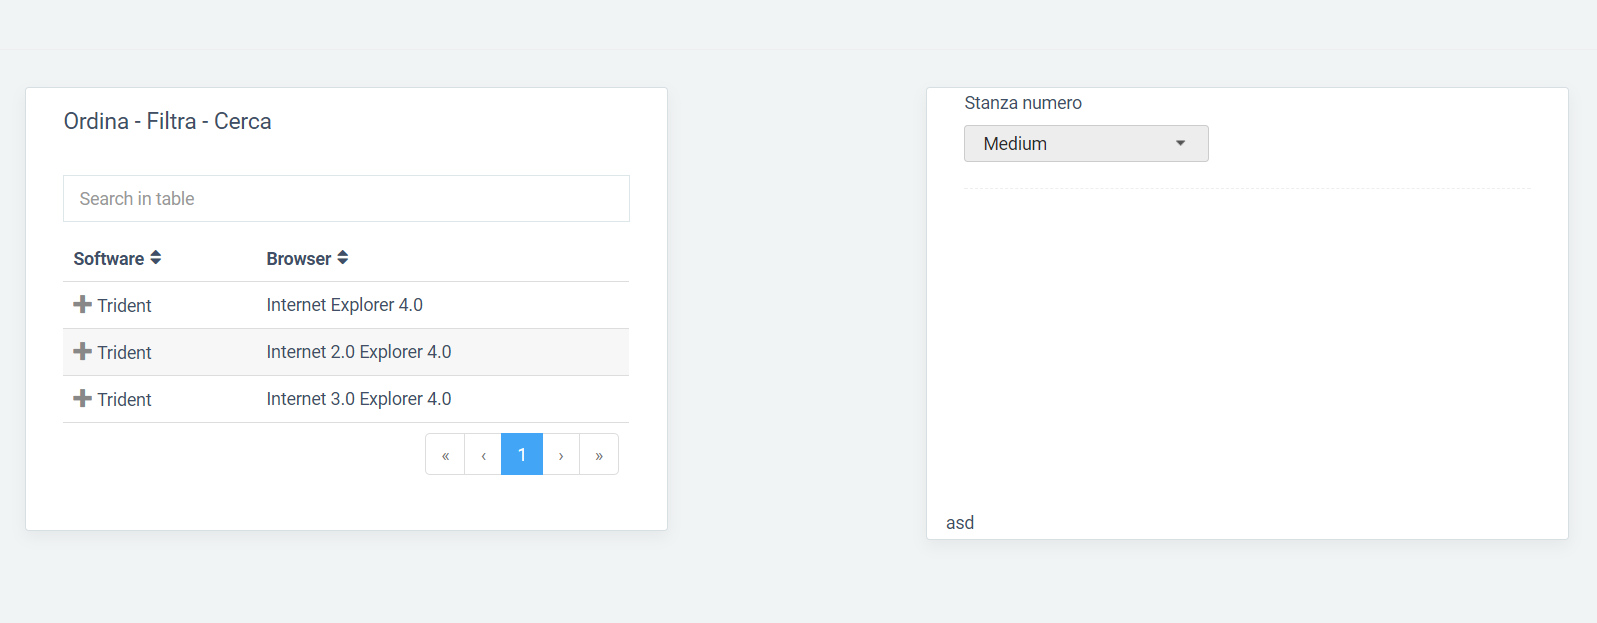 Ordina - Filtra - Cerca
Search in table
Software Browser
Trident Internet Explorer 4.0
Trident Internet 2.0 Explorer 4.0
Trident Internet 3.0 Explorer 4.0
« ‹ 1 › »
Stanza numero
Medium
asd